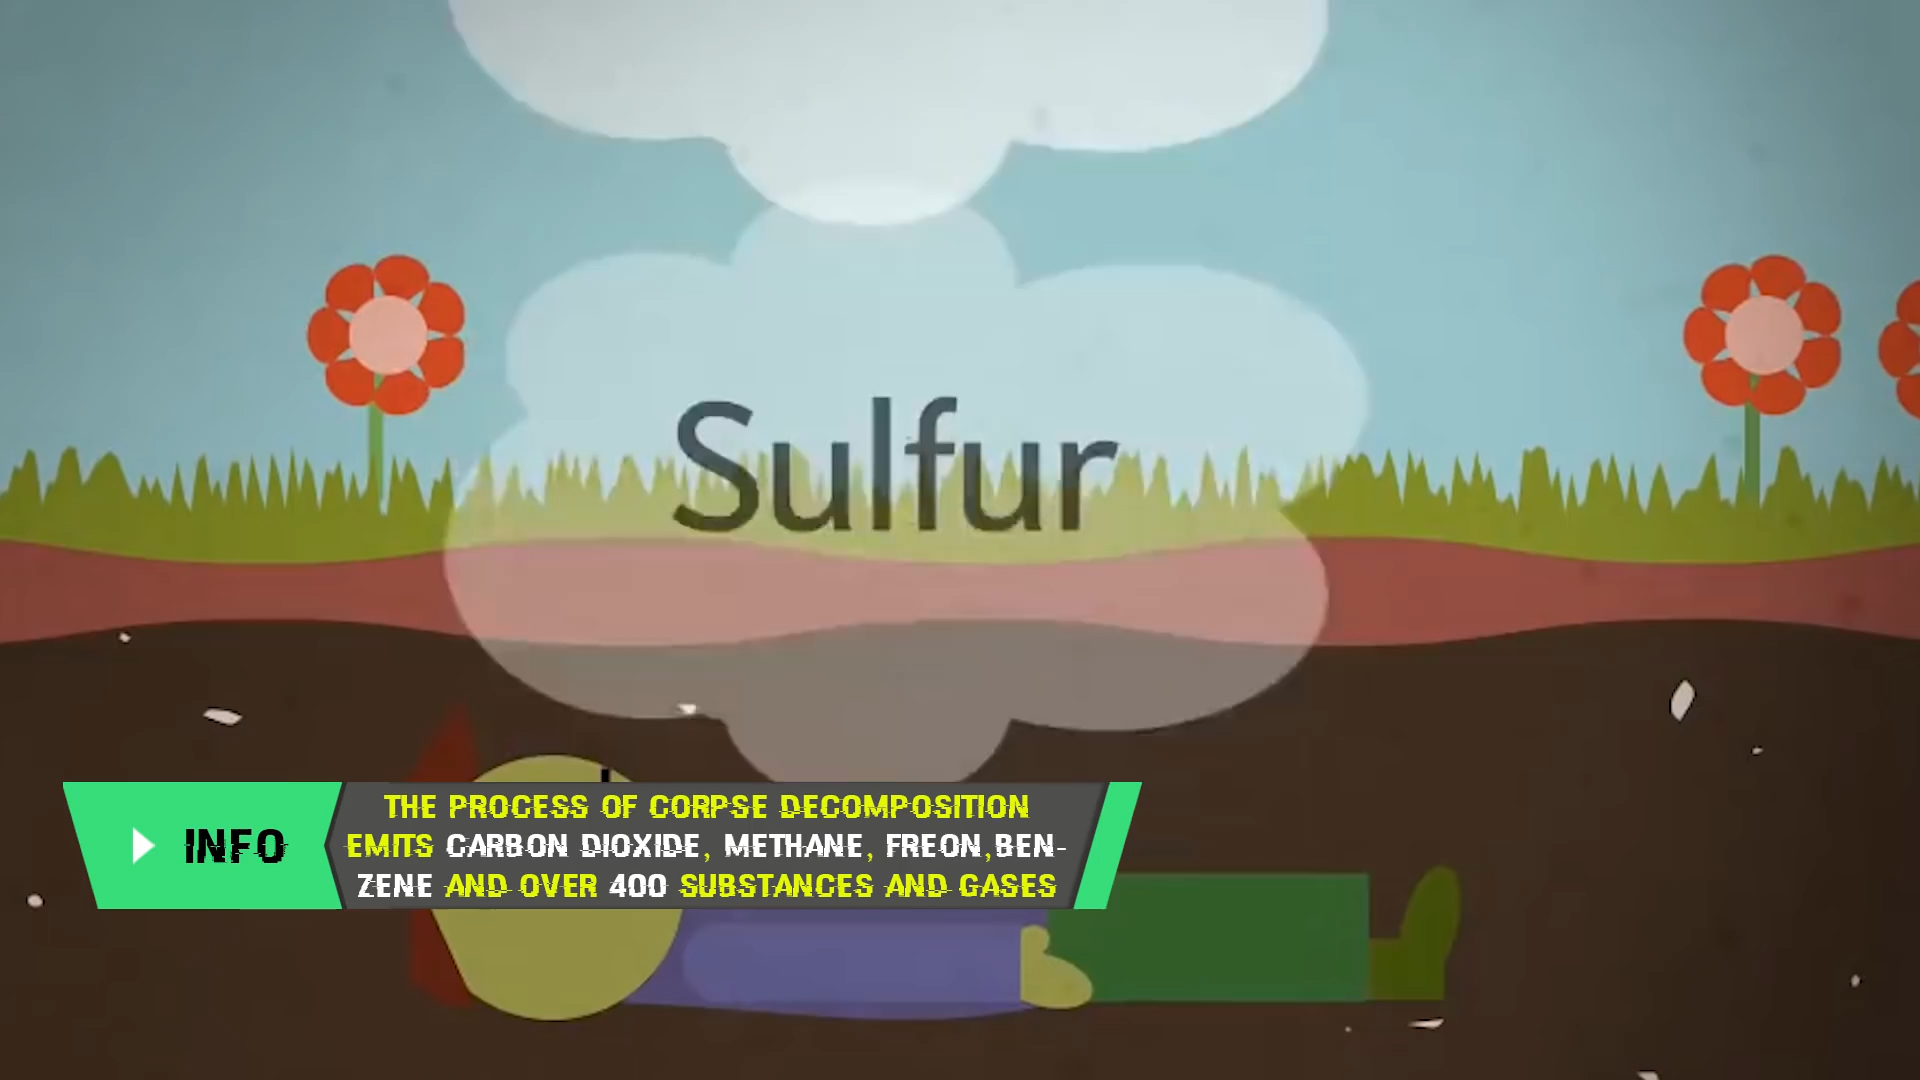 Sulfur
INFO
THE PROCESS OF CORPSE DECOMPOSITION
EMITS CARBON DIOXIDE, METHANE, FREON,BEN-
ZENE AND OVER 400 SUBSTANCES AND GASES